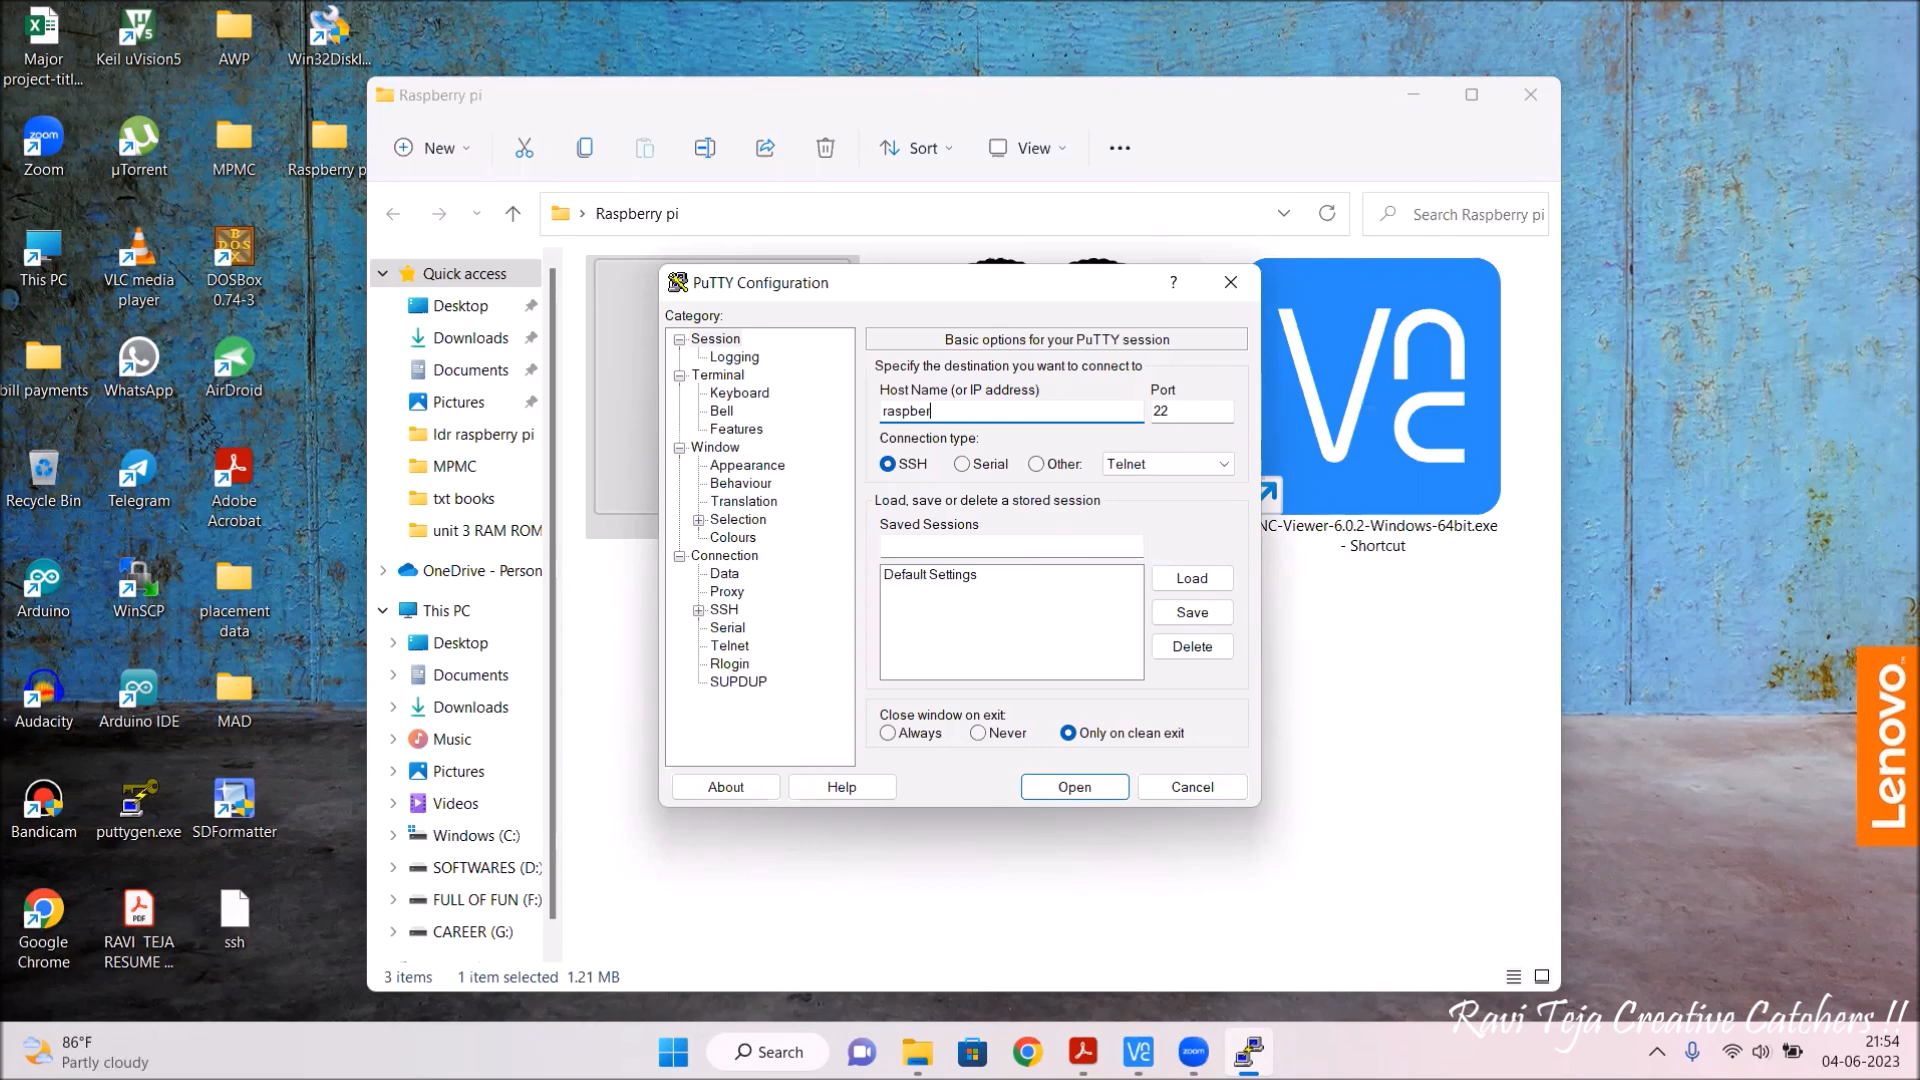 Major
project-titl...
Keil uVision5
AWP
Win32DiskI...
Zoom
µTorrent
MPMC
Raspberry p
This PC
VLC media
player
DOSBox
0.74-3
bill payments
WhatsApp
AirDroid
Recycle Bin
Telegram
Adobe
Acrobat
Arduino
WinSCP
placement
data
Audacity
Arduino IDE
MAD
Bandicam
puttygen.exe
SDFormatter
Google
Chrome
RAVI TEJA
RESUME ...
ssh
Raspberry pi
New
Sort
View
Raspberry pi
Search Raspberry pi
Quick access
Desktop
Downloads
Documents
Pictures
ldr raspberry pi
MPMC
txt books
unit 3 RAM ROM
OneDrive - Person
This PC
Desktop
Documents
Downloads
Music
Pictures
Videos
Windows (C:)
SOFTWARES (D:)
FULL OF FUN (F:)
CAREER (G:)
3 items
1 item selected 1.21 MB
NC-Viewer-6.0.2-Windows-64bit.exe
- Shortcut
PuTTY Configuration
?
Category:
Session
Logging
Terminal
Keyboard
Bell
Features
Window
Appearance
Behaviour
Translation
Selection
Colours
Connection
Data
Proxy
SSH
Serial
Telnet
Rlogin
SUPDUP
Basic options for your PuTTY session
Specify the destination you want to connect to
Host Name (or IP address)
Port
raspber
22
Connection type:
SSH
Serial
Other:
Telnet
Load, save or delete a stored session
Saved Sessions
Default Settings
Load
Save
Delete
Close window on exit:
Always
Never
Only on clean exit
About
Help
Open
Cancel
Lenovo
Ravi Teja Creative Catchers !!
86°F
Partly cloudy
Search
zoom
21:54
04-06-2023